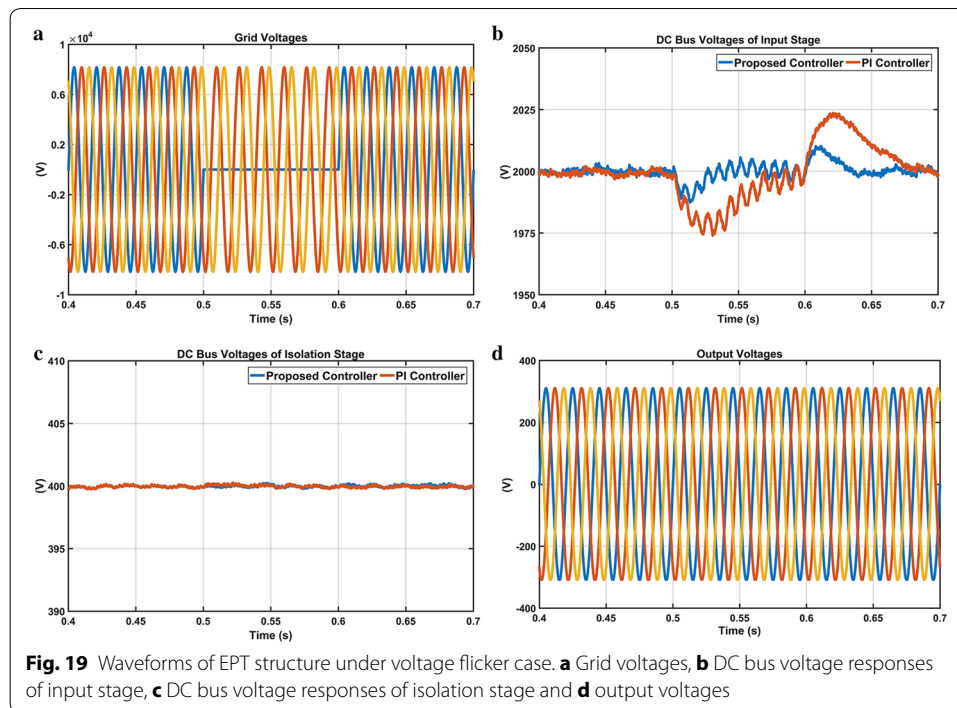 a
Grid Voltages
1 ×10⁴
0.6
0.2
(V)
-0.2
-0.6
-1
0.4 0.45 0.5 0.55 0.6 0.65 0.7
Time (s)
b
DC Bus Voltages of Input Stage
Proposed Controller PI Controller
2050
2025
2000
(V)
1975
1950
0.4 0.45 0.5 0.55 0.6 0.65 0.7
Time (s)
c
DC Bus Voltages of Isolation Stage
Proposed Controller PI Controller
410
405
400
(V)
395
390
0.4 0.45 0.5 0.55 0.6 0.65 0.7
Time (s)
d
Output Voltages
400
200
0
(V)
-200
-400
0.4 0.45 0.5 0.55 0.6 0.65 0.7
Time (s)
Fig. 19 Waveforms of EPT structure under voltage flicker case. a Grid voltages, b DC bus voltage responses
of input stage, c DC bus voltage responses of isolation stage and d output voltages